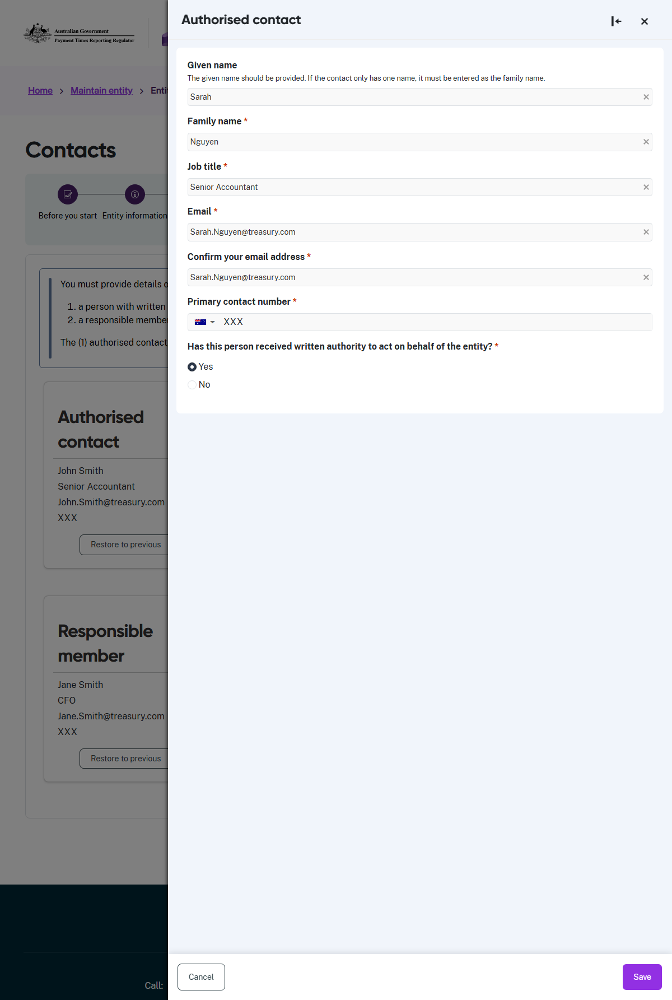 Australian Government
Payment Times Reporting Regulator
Home > Maintain entity >
Contacts
Before you start
Entity information
You must provide details
1. a person with written
2. a responsible
The (1) authorised contact
Authorised
contact
John Smith
Senior Accountant
John.Smith@treasury.com
XXX
Restore to previous
Responsible
member
Jane Smith
CFO
Jane.Smith@treasury.com
XXX
Restore to previous
Call:
Authorised contact
Given name
The given name should be provided. If the contact only has one name, it must be entered as the family name.
Sarah
Family name *
Nguyen
Job title *
Senior Accountant
Email *
Sarah.Nguyen@treasury.com
Confirm your email address *
Sarah.Nguyen@treasury.com
Primary contact number *
XXX
Has this person received written authority to act on behalf of the entity? *
Yes
No
Cancel
Save